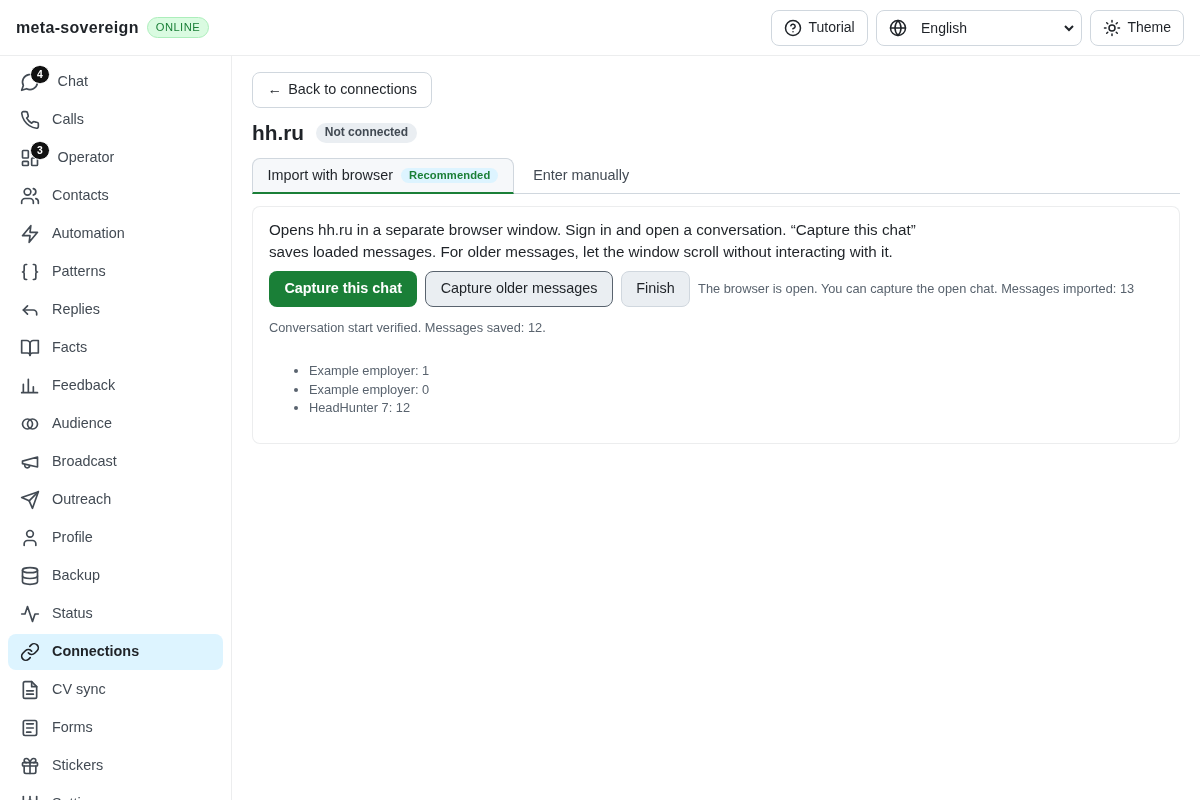 meta-sovereign ONLINE
Tutorial English Theme
4 Chat
Calls
3 Operator
Contacts
Automation
Patterns
Replies
Facts
Feedback
Audience
Broadcast
Outreach
Profile
Backup
Status
Connections
CV sync
Forms
Stickers
← Back to connections
hh.ru Not connected
Import with browser Recommended Enter manually
Opens hh.ru in a separate browser window. Sign in and open a conversation. “Capture this chat”
saves loaded messages. For older messages, let the window scroll without interacting with it.
Capture this chat Capture older messages Finish The browser is open. You can capture the open chat. Messages imported: 13
Conversation start verified. Messages saved: 12.
• Example employer: 1
• Example employer: 0
• HeadHunter 7: 12